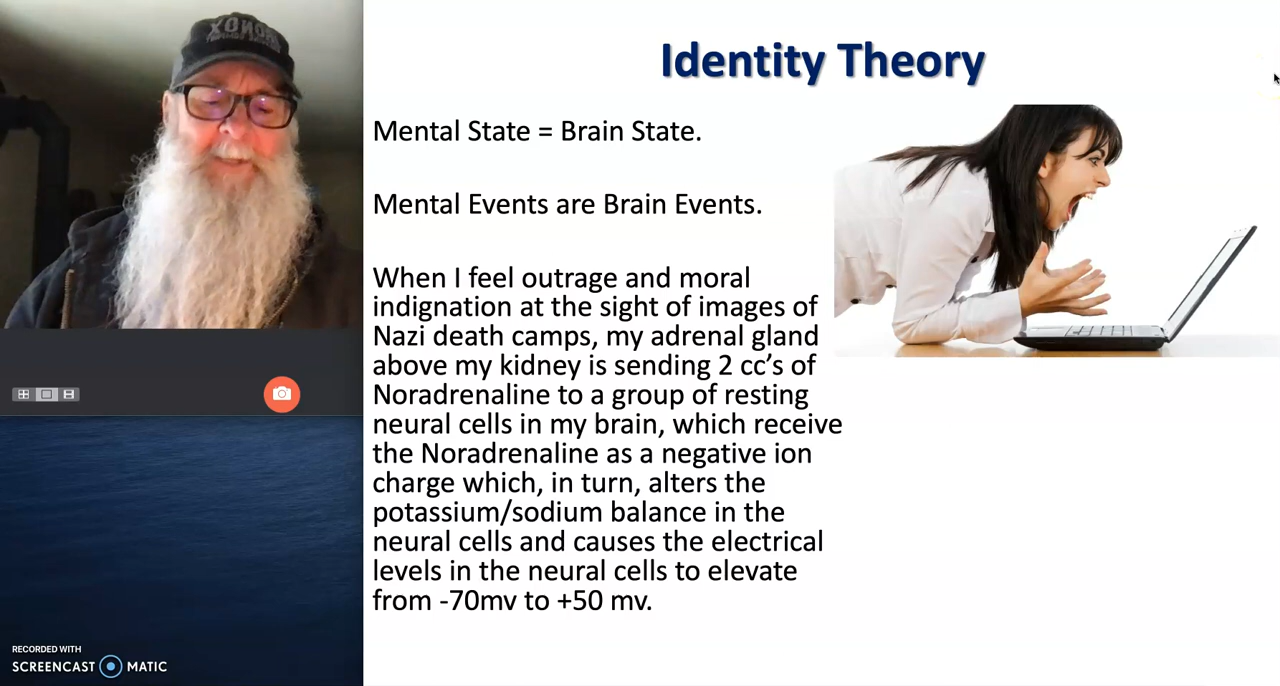 Identity Theory
Mental State = Brain State.
Mental Events are Brain Events.
When I feel outrage and moral
indignation at the sight of images of
Nazi death camps, my adrenal gland
above my kidney is sending 2 cc’s of
Noradrenaline to a group of resting
neural cells in my brain, which receive
the Noradrenaline as a negative ion
charge which, in turn, alters the
potassium/sodium balance in the
neural cells and causes the electrical
levels in the neural cells to elevate
from -70mv to +50 mv.
RECORDED WITH
SCREENCAST MATIC